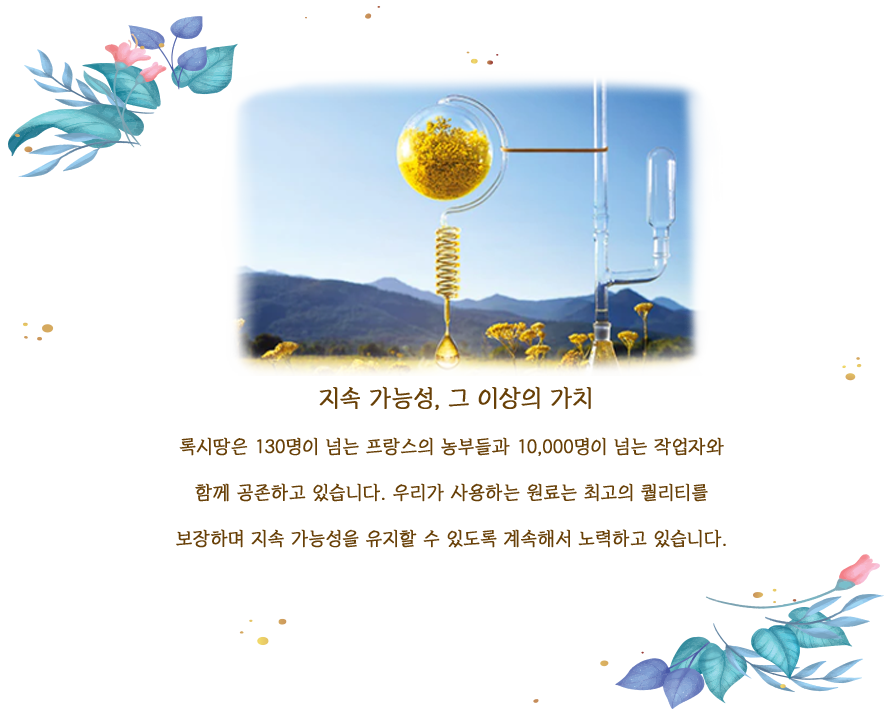 지속 가능성, 그 이상의 가치
록시땅은 130명이 넘는 프랑스의 농부들과 10,000명이 넘는 작업자와
함께 공존하고 있습니다. 우리가 사용하는 원료는 최고의 퀄리티를
보장하며 지속 가능성을 유지할 수 있도록 계속해서 노력하고 있습니다.